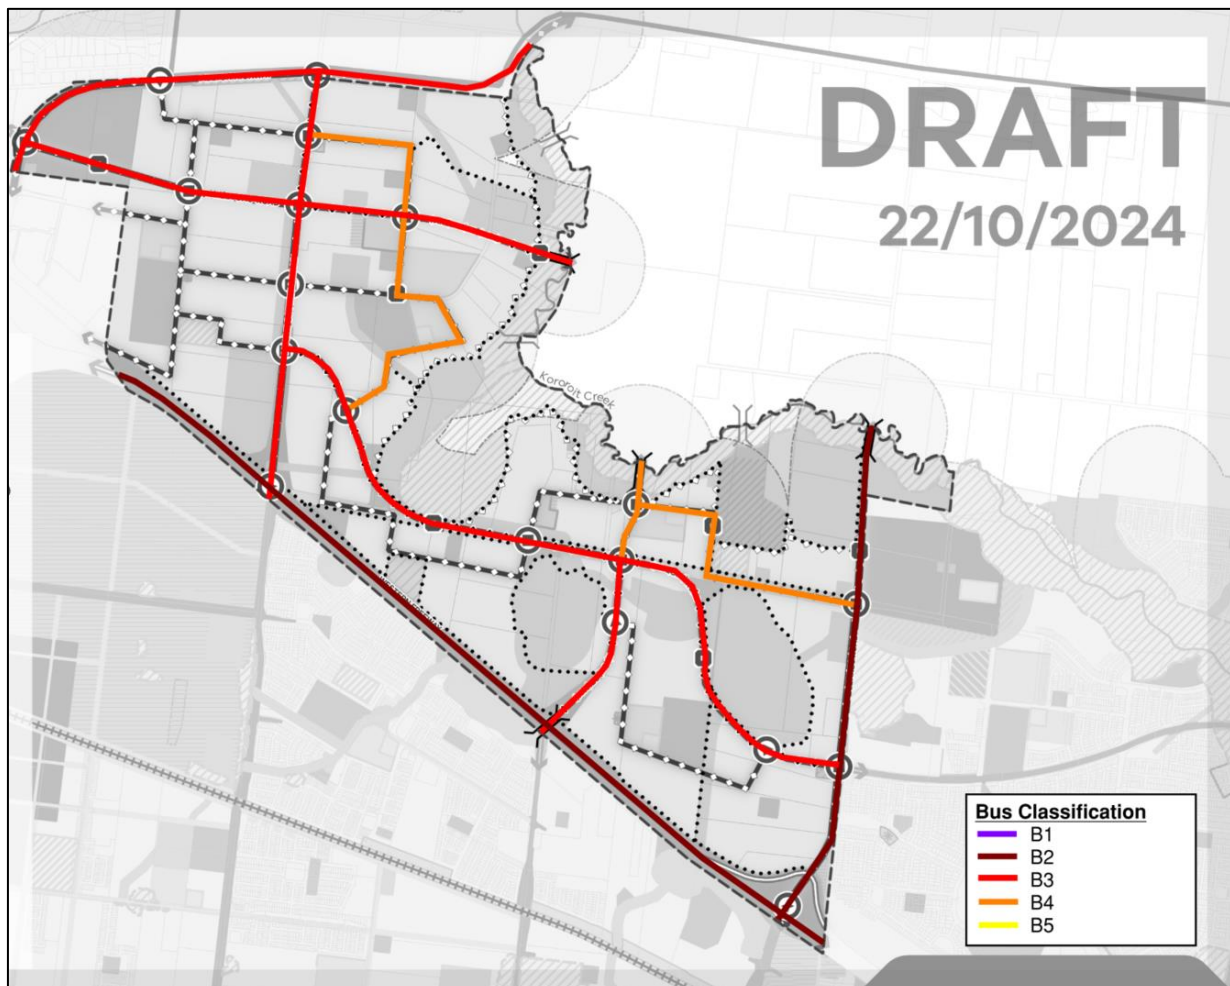 DRAFT
22/10/2024
Kororoit Creek
Bus Classification
B1
B2
B3
B4
B5